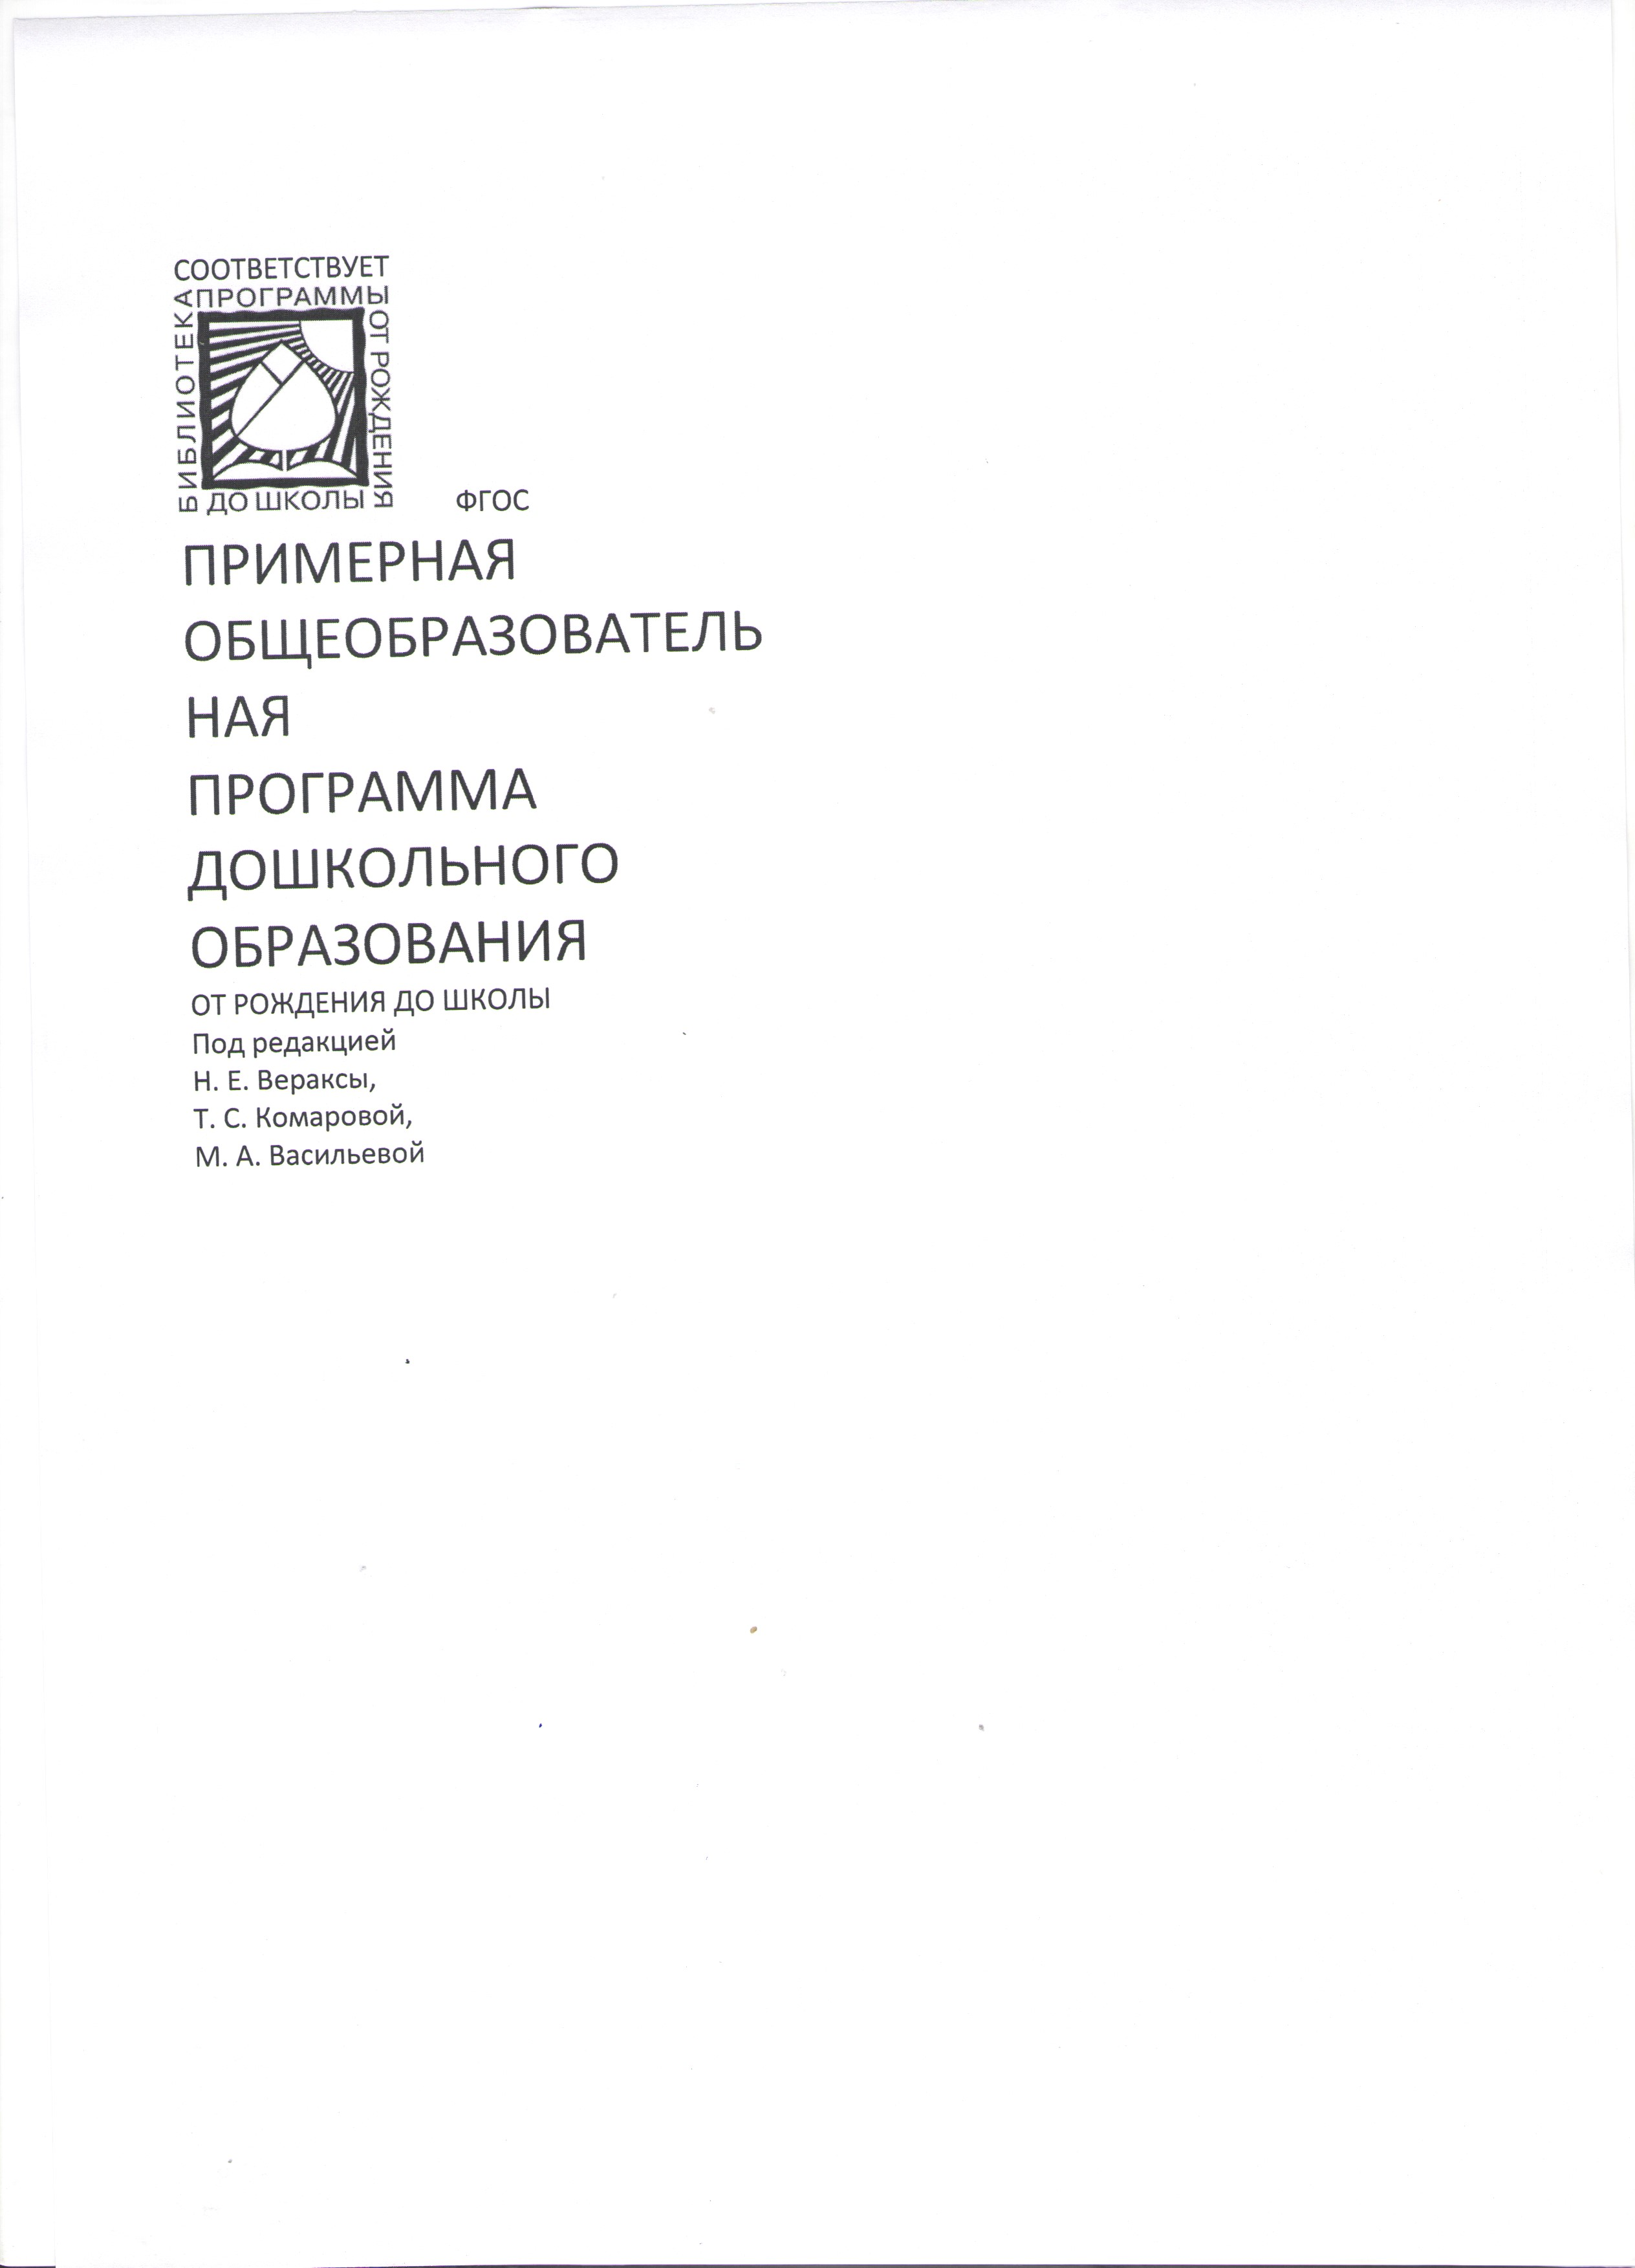 СООТВЕТСТВУЕТ
БИБЛИОТЕКА
ПРОГРАММЫ
ОТ РОЖДЕНИЯ
ДО ШКОЛЫ
ФГОС
ПРИМЕРНАЯ
ОБЩЕОБРАЗОВАТЕЛЬ
НАЯ
ПРОГРАММА
ДОШКОЛЬНОГО
ОБРАЗОВАНИЯ
ОТ РОЖДЕНИЯ ДО ШКОЛЫ
Под редакцией
Н. Е. Вераксы,
Т. С. Комаровой,
М. А. Васильевой